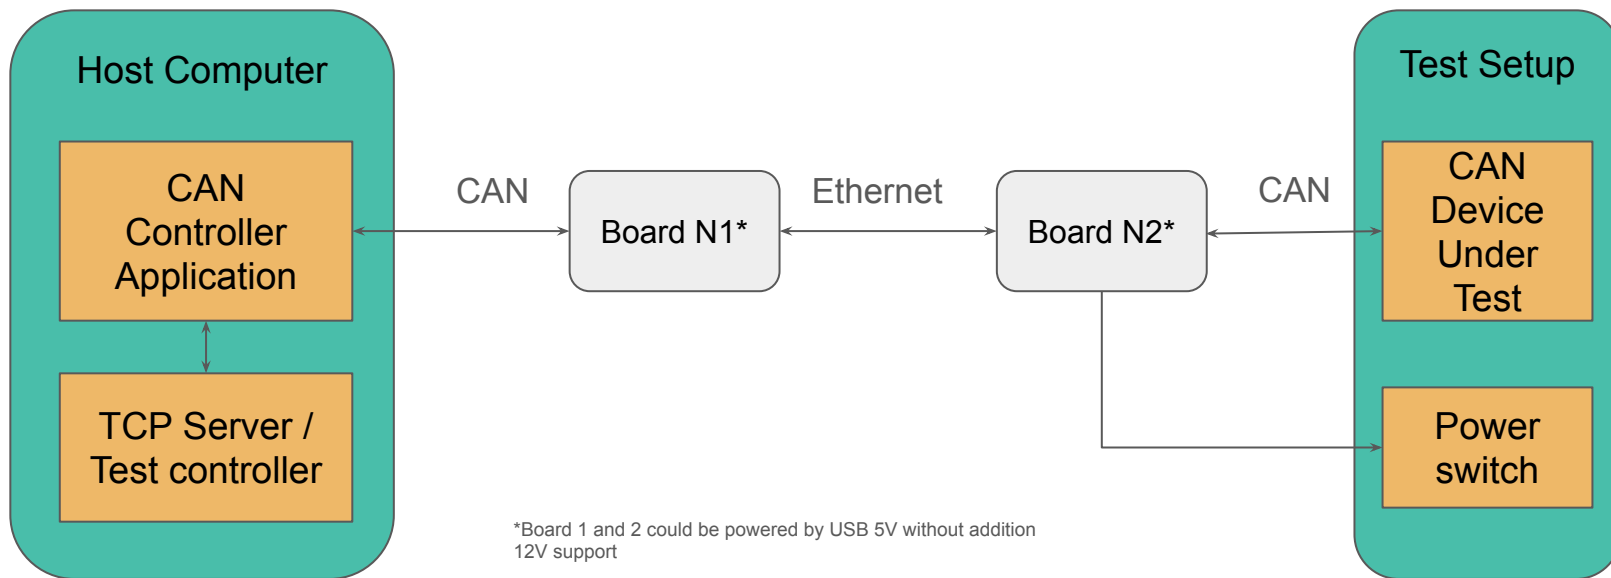 Host Computer
CAN
Controller
Application
TCP Server /
Test controller
CAN
Board N1*
Ethernet
Board N2*
CAN
Test Setup
CAN
Device
Under
Test
Power
switch
*Board 1 and 2 could be powered by USB 5V without addition
12V support